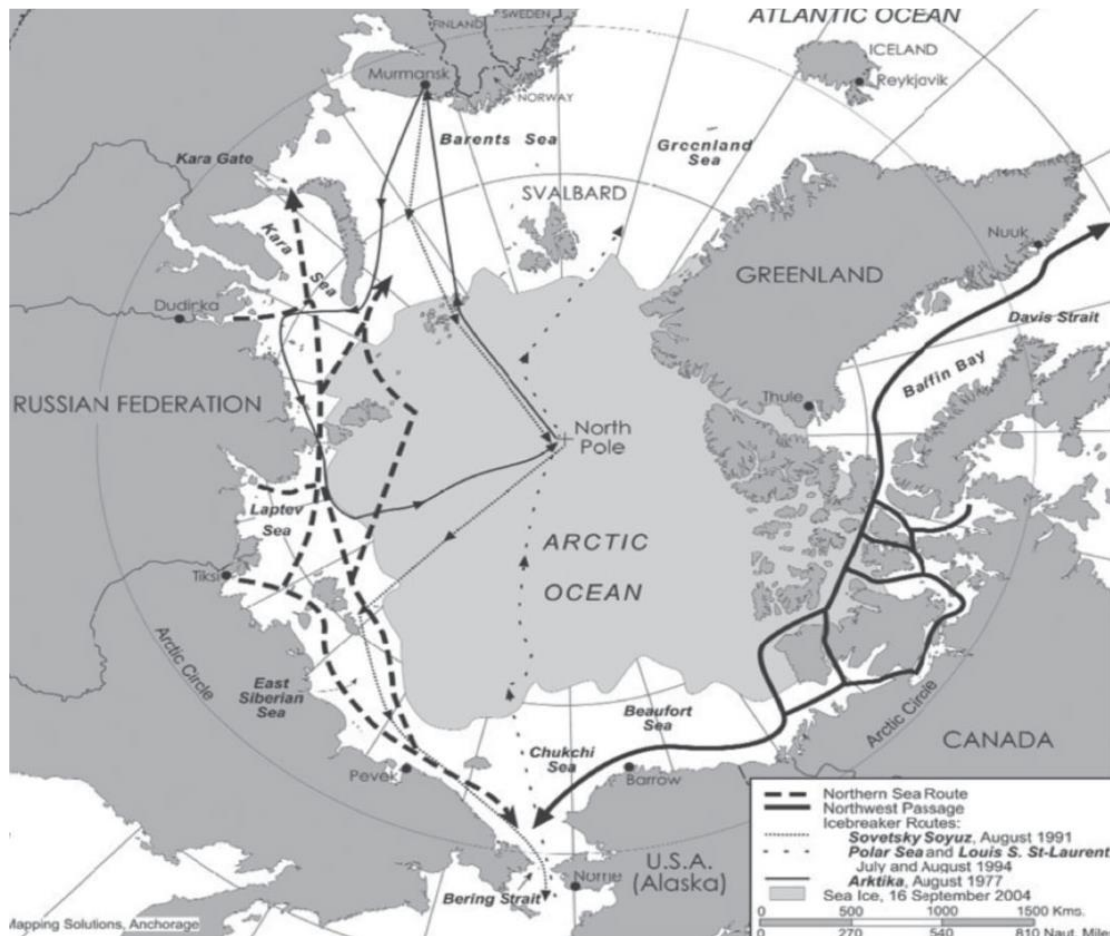 FINLAND
SWEDEN
ATLANTIC OCEAN
Murmansk
NORWAY
ICELAND
Reykjavik
Barents Sea
Greenland
Sea
Kara Gate
SVALBARD
Kara
Sea
Nuuk
GREENLAND
Dudirka
Davis Strait
Baffin Bay
RUSSIAN FEDERATION
Thule
North
Pole
Laptev
Sea
ARCTIC
OCEAN
Tiksi
Arctic Circle
East
Siberian
Sea
Beaufort
Sea
Arctic Circle
Chukchi
Sea
CANADA
Pevek
Barrow
U.S.A.
(Alaska)
Nome
Bering Strait
Northern Sea Route
Northwest Passage
Icebreaker Routes:
Sovetsky Soyuz, August 1991
Polar Sea and Louis S. St-Laurent
July and August 1994
Arktika, August 1977
Sea Ice, 16 September 2004
0 500 1000 1500 Kms.
0 270 540 810 Naut. Miles
Mapping Solutions, Anchorage